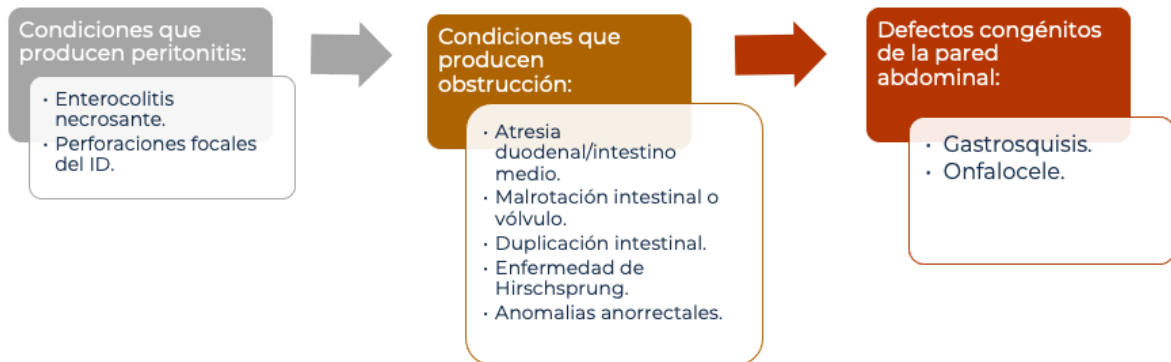 Condiciones que
producen peritonitis:
· Enterocolitis
necrosante.
· Perforaciones focales
del ID.
Condiciones que
producen
obstrucción:
· Atresia
duodenal/intestino
medio.
· Malrotación intestinal o
vólvulo.
· Duplicación intestinal.
· Enfermedad de
Hirschsprung.
· Anomalias anorrectales.
Defectos congénitos
de la pared
abdominal:
· Gastrosquisis.
· Onfalocele.